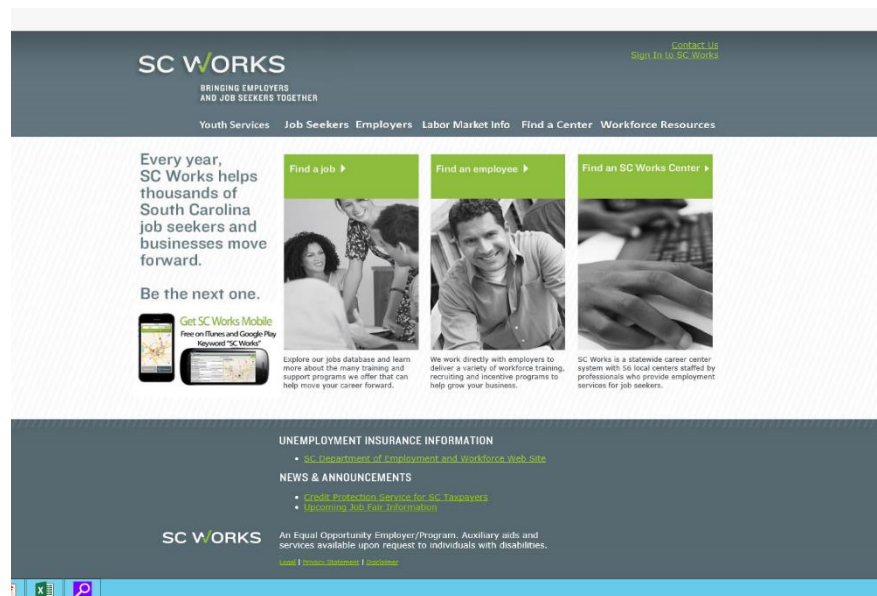 Contact Us
Sign In to SC Works
SC WORKS
BRINGING EMPLOYERS
AND JOB SEEKERS TOGETHER
Youth Services Job Seekers Employers Labor Market Info Find a Center Workforce Resources
Every year,
SC Works helps
thousands of
South Carolina
job seekers and
businesses move
forward.
Be the next one.
Get SC Works Mobile
Free on iTunes and Google Play
Keyword "SC Works"
Find a job
Explore our jobs database and learn
more about the many training and
support programs we offer that can
help move your career forward.
Find an employee
We work directly with employers to
deliver a variety of workforce training,
recruiting and incentive programs to
help grow your business.
Find an SC Works Center
SC Works is a statewide career center
system with 56 local centers staffed by
professionals who provide employment
services for job seekers.
UNEMPLOYMENT INSURANCE INFORMATION
SC Department of Employment and Workforce Web Site
NEWS & ANNOUNCEMENTS
Credit Protection Service for SC Taxpayers
Upcoming Job Fair Information
SC WORKS
An Equal Opportunity Employer/Program. Auxiliary aids and
services available upon request to individuals with disabilities.
Legal | Privacy Statement | Disclaimer